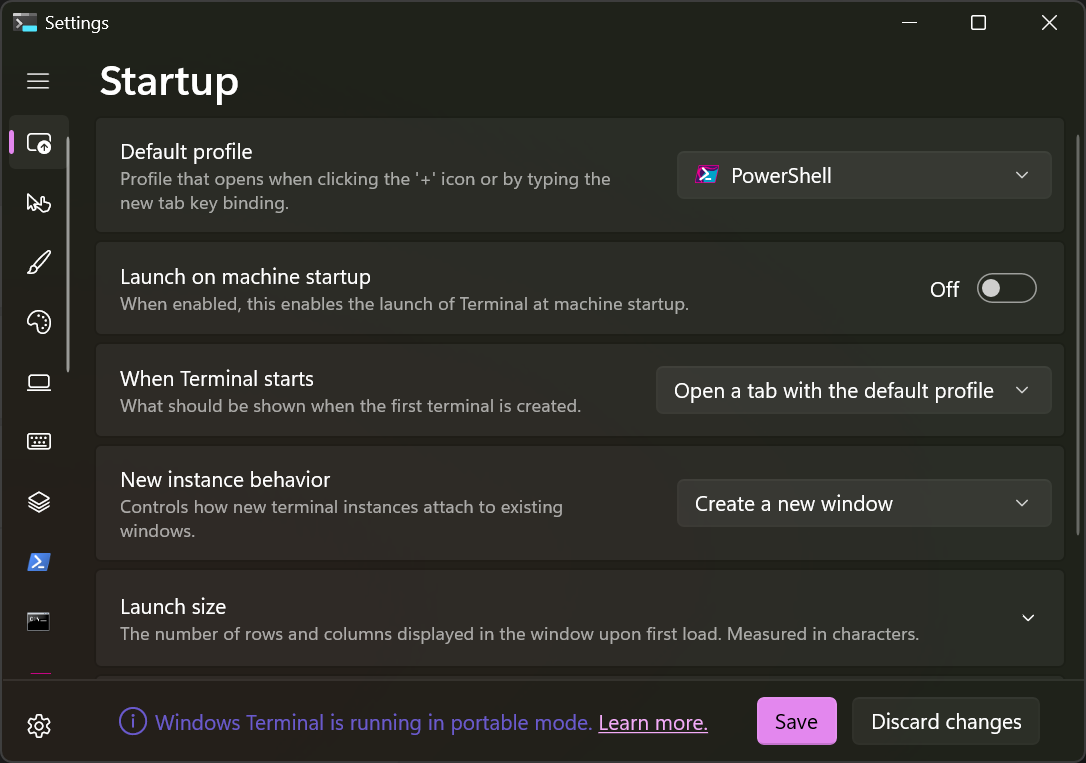 Settings
Startup
Default profile
Profile that opens when clicking the '+' icon or by typing the
new tab key binding.
PowerShell
Launch on machine startup
When enabled, this enables the launch of Terminal at machine startup.
Off
When Terminal starts
What should be shown when the first terminal is created.
Open a tab with the default profile
New instance behavior
Controls how new terminal instances attach to existing
windows.
Create a new window
Launch size
The number of rows and columns displayed in the window upon first load. Measured in characters.
Windows Terminal is running in portable mode. Learn more.
Save
Discard changes